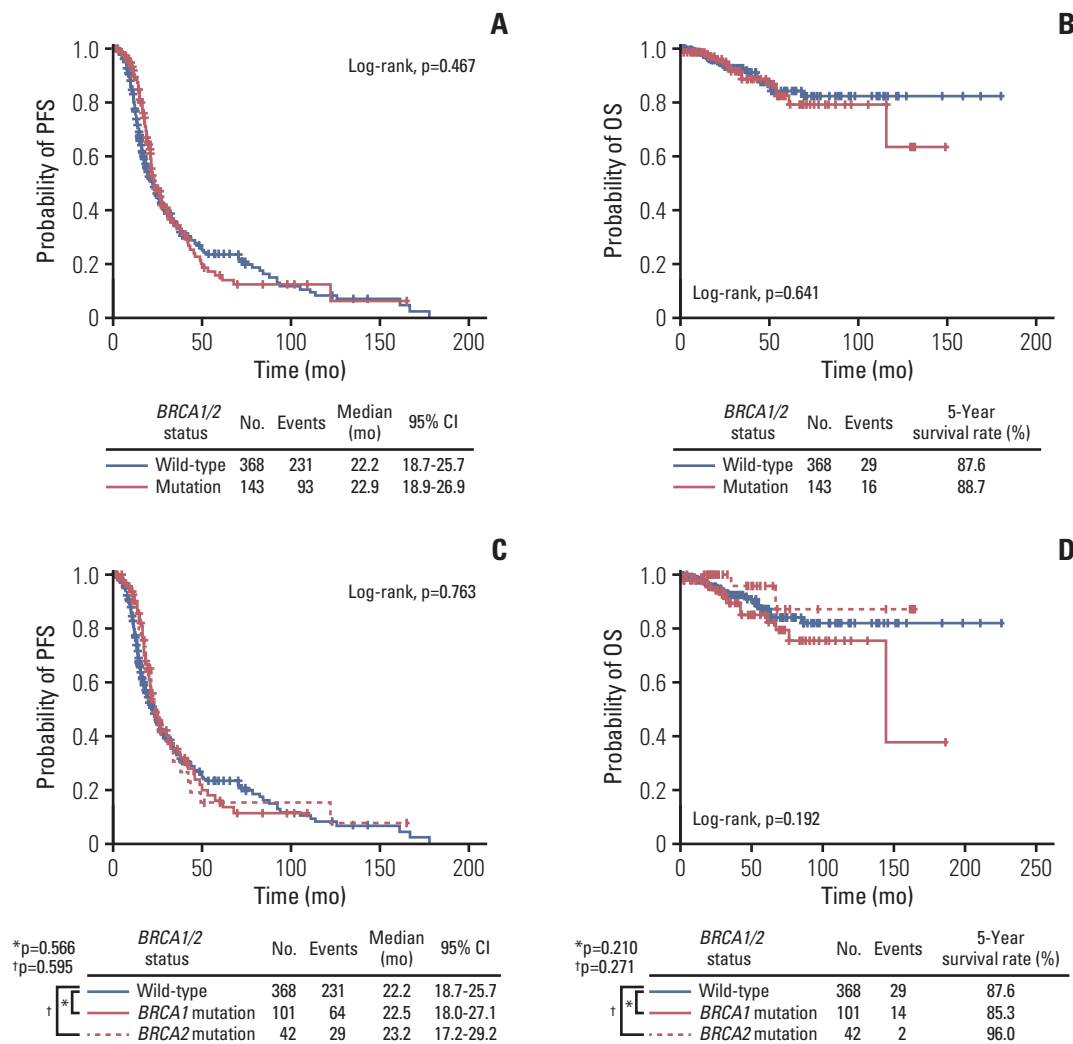 A
1.0
0.8
0.6
0.4
0.2
0
Probability of PFS
Log-rank, p=0.467
0 50 100 150 200
Time (mo)
BRCA1/2 status No. Events Median (mo) 95% CI
Wild-type 368 231 22.2 18.7-25.7
Mutation 143 93 22.9 18.9-26.9
B
1.0
0.8
0.6
0.4
0.2
0
Probability of OS
Log-rank, p=0.641
0 50 100 150 200
Time (mo)
BRCA1/2 status No. Events 5-Year survival rate (%)
Wild-type 368 29 87.6
Mutation 143 16 88.7
C
1.0
0.8
0.6
0.4
0.2
0
Probability of PFS
Log-rank, p=0.763
0 50 100 150 200
Time (mo)
*p=0.566
†p=0.595
BRCA1/2 status No. Events Median (mo) 95% CI
Wild-type 368 231 22.2 18.7-25.7
† * BRCA1 mutation 101 64 22.5 18.0-27.1
BRCA2 mutation 42 29 23.2 17.2-29.2
D
1.0
0.8
0.6
0.4
0.2
0
Probability of OS
Log-rank, p=0.192
0 50 100 150 200 250
Time (mo)
*p=0.210
†p=0.271
BRCA1/2 status No. Events 5-Year survival rate (%)
Wild-type 368 29 87.6
† * BRCA1 mutation 101 14 85.3
BRCA2 mutation 42 2 96.0